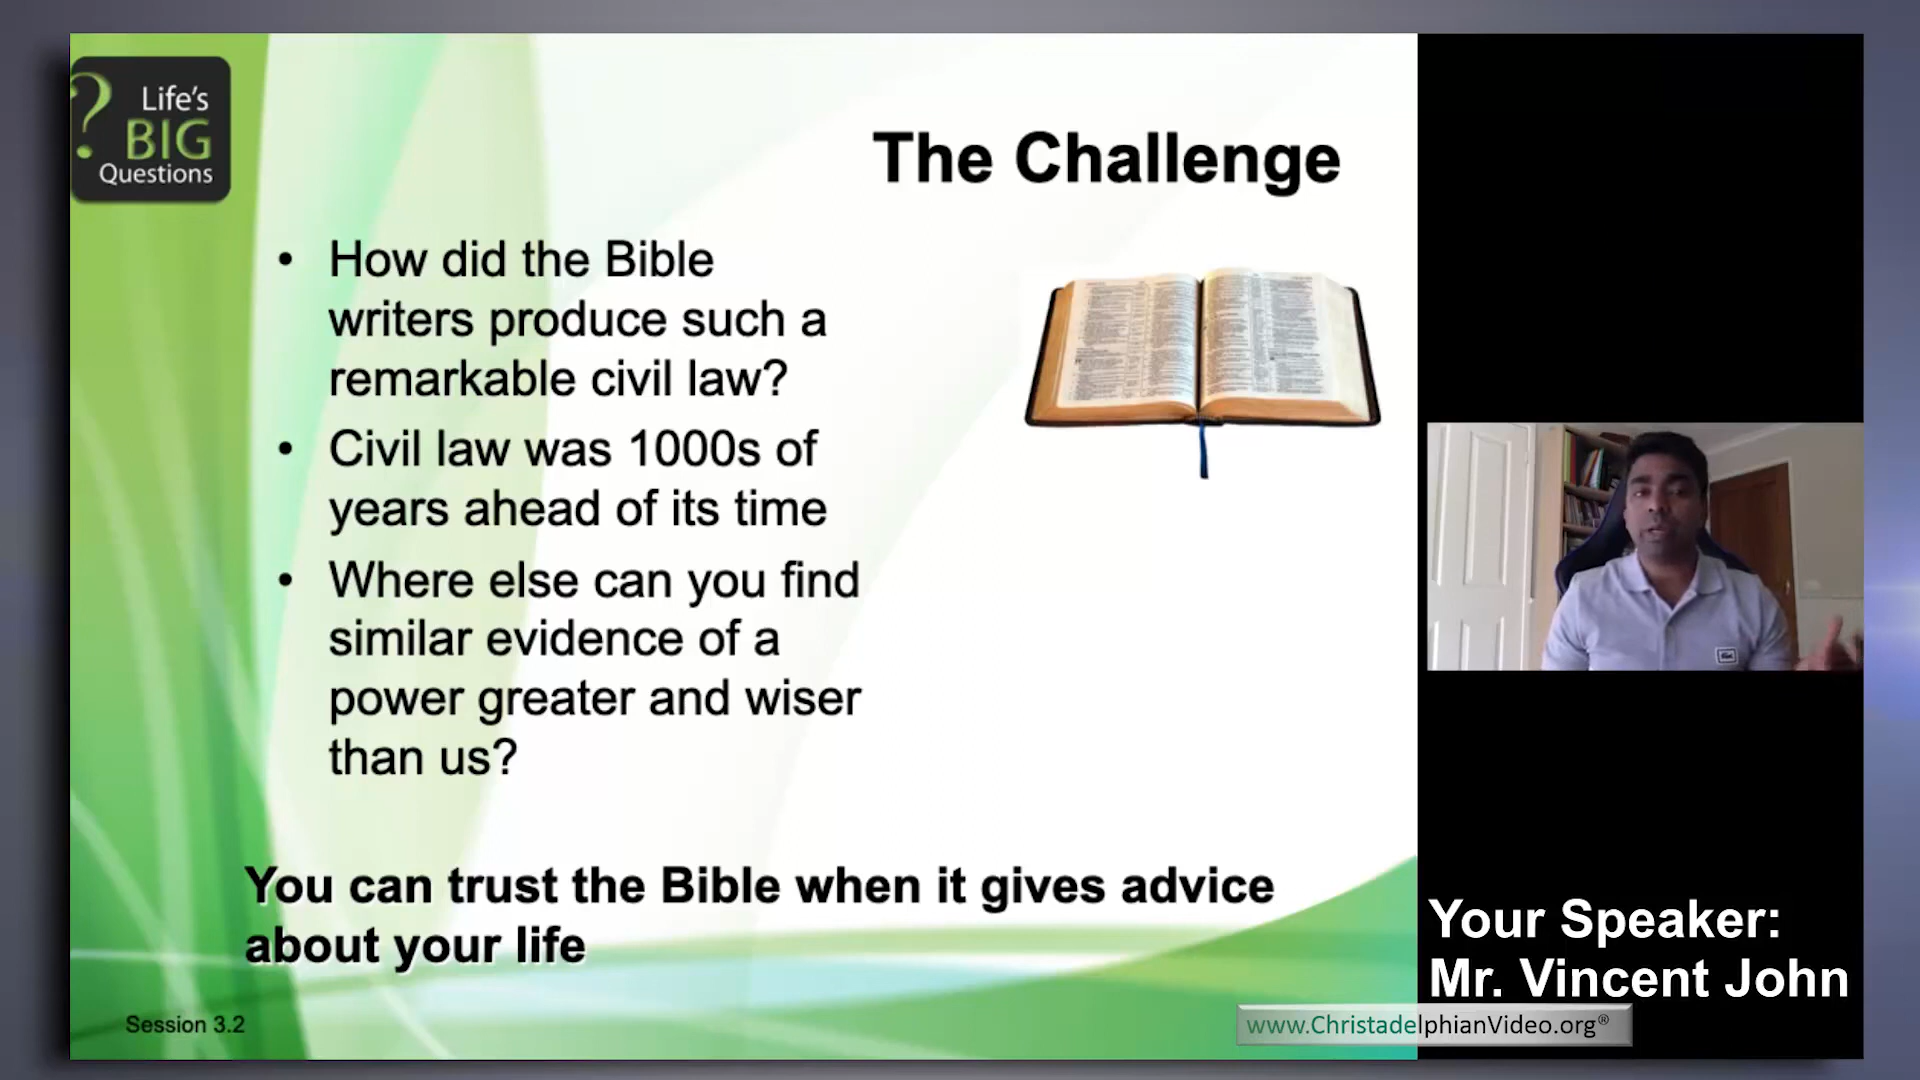 Life's
BIG
Questions
The Challenge
• How did the Bible
writers produce such a
remarkable civil law?
• Civil law was 1000s of
years ahead of its time
• Where else can you find
similar evidence of a
power greater and wiser
than us?
You can trust the Bible when it gives advice
about your life
Session 3.2
Your Speaker:
Mr. Vincent John
www.ChristadelphianVideo.org®